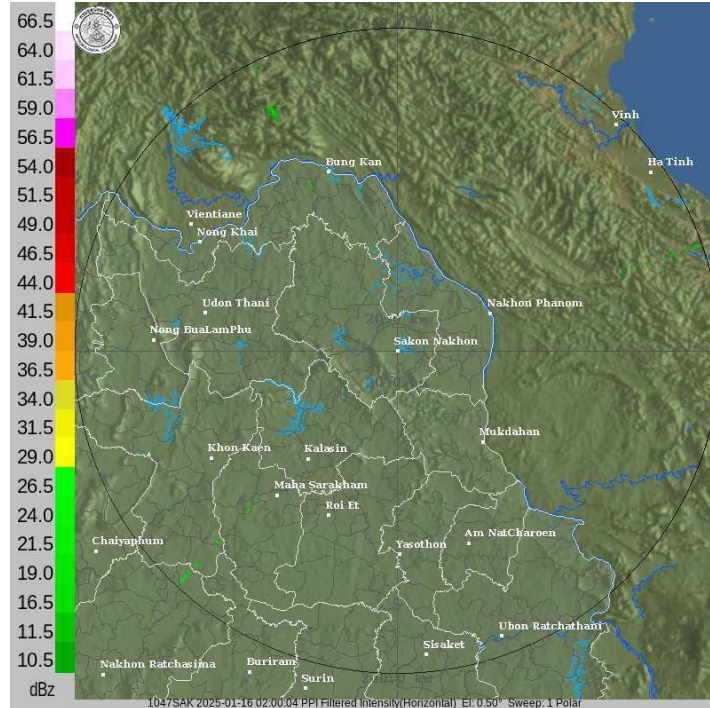 66.5
64.0
61.5
59.0
56.5
54.0
51.5
49.0
46.5
44.0
41.5
39.0
36.5
34.0
31.5
29.0
26.5
24.0
21.5
19.0
16.5
11.5
10.5
dBz
Vinh
Ha Tinh
Bung Kan
Vientiane
Nong Khai
Udon Thani
Nakhon Phanom
Nong BuaLamPhu
Sakon Nakhon
Mukdahan
Khon Kaen
Kalasin
Maha Sarakham
Roi Et
Chaiyaphum
Yasothon
Am NatCharoen
Ubon Ratchathani
Sisaket
Nakhon Ratchasima
Buriram
Surin
1047SAK 2025-01-16 02:00:04 PPI Filtered Intensity(Horizontal) El: 0.50° Sweep: 1 Polar